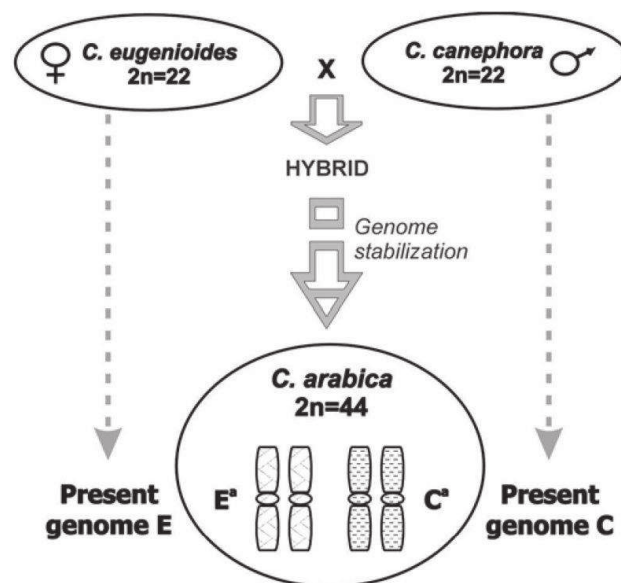 C. eugenioides
2n=22
X
C. canephora
2n=22
HYBRID
Genome
stabilization
C. arabica
2n=44
Eᵃ
Cᵃ
Present
genome E
Present
genome C